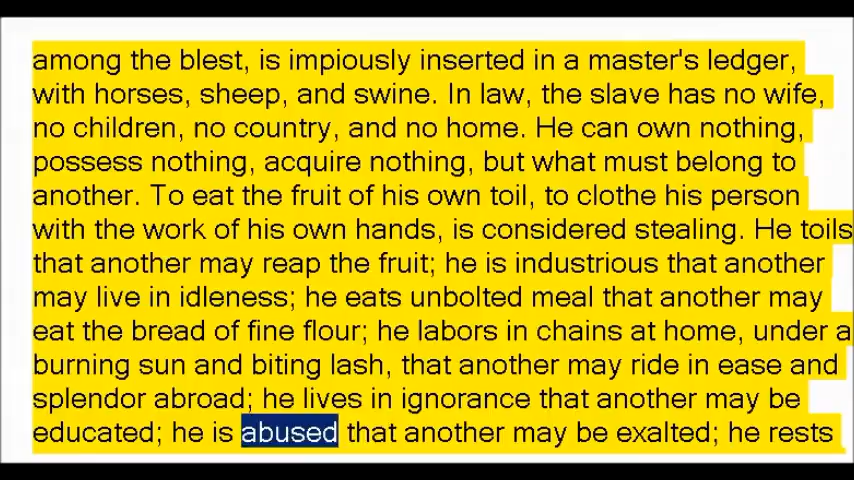 among the blest, is impiously inserted in a master's ledger,
with horses, sheep, and swine. In law, the slave has no wife,
no children, no country, and no home. He can own nothing,
possess nothing, acquire nothing, but what must belong to
another. To eat the fruit of his own toil, to clothe his person
with the work of his own hands, is considered stealing. He toils
that another may reap the fruit; he is industrious that another
may live in idleness; he eats unbolted meal that another may
eat the bread of fine flour; he labors in chains at home, under a
burning sun and biting lash, that another may ride in ease and
splendor abroad; he lives in ignorance that another may be
educated; he is abused that another may be exalted; he rests